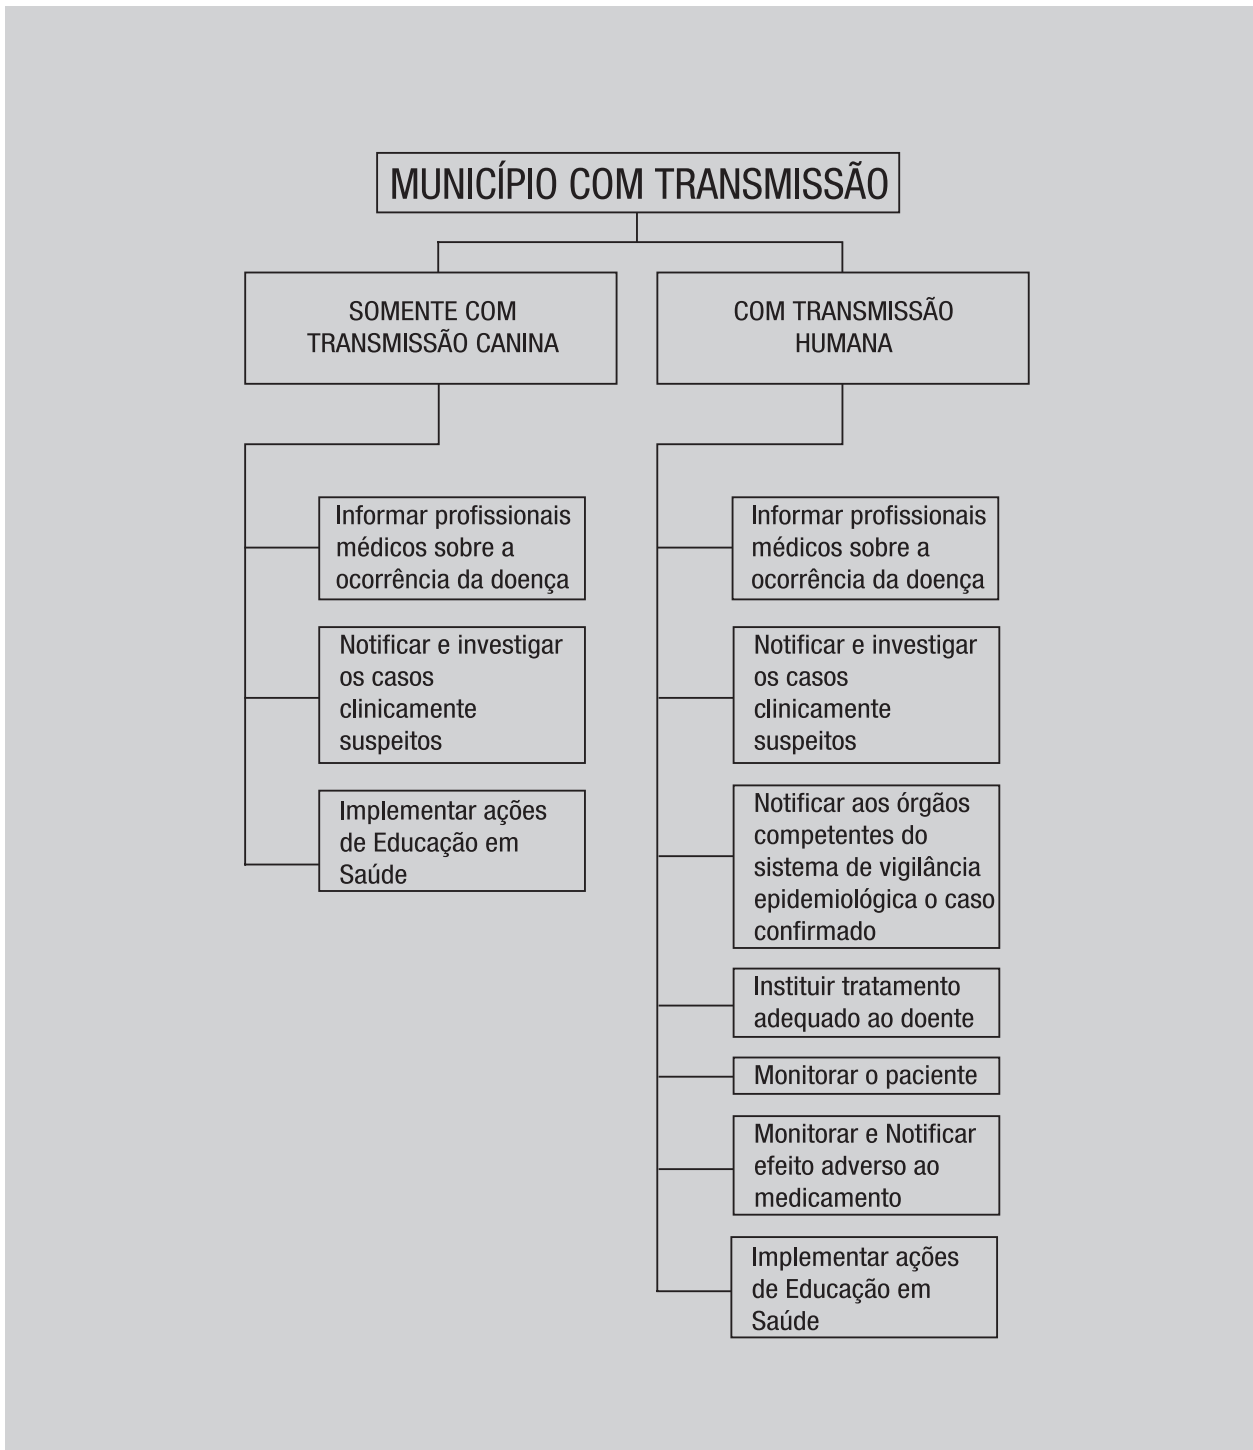 MUNICÍPIO COM TRANSMISSÃO
SOMENTE COM
TRANSMISSÃO CANINA
Informar profissionais
médicos sobre a
ocorrência da doença
Notificar e investigar
os casos
clinicamente
suspeitos
Implementar ações
de Educação em
Saúde
COM TRANSMISSÃO
HUMANA
Informar profissionais
médicos sobre a
ocorrência da doença
Notificar e investigar
os casos
clinicamente
suspeitos
Notificar aos órgãos
competentes do
sistema de vigilância
epidemiológica o caso
confirmado
Instituir tratamento
adequado ao doente
Monitorar o paciente
Monitorar e Notificar
efeito adverso ao
medicamento
Implementar ações
de Educação em
Saúde